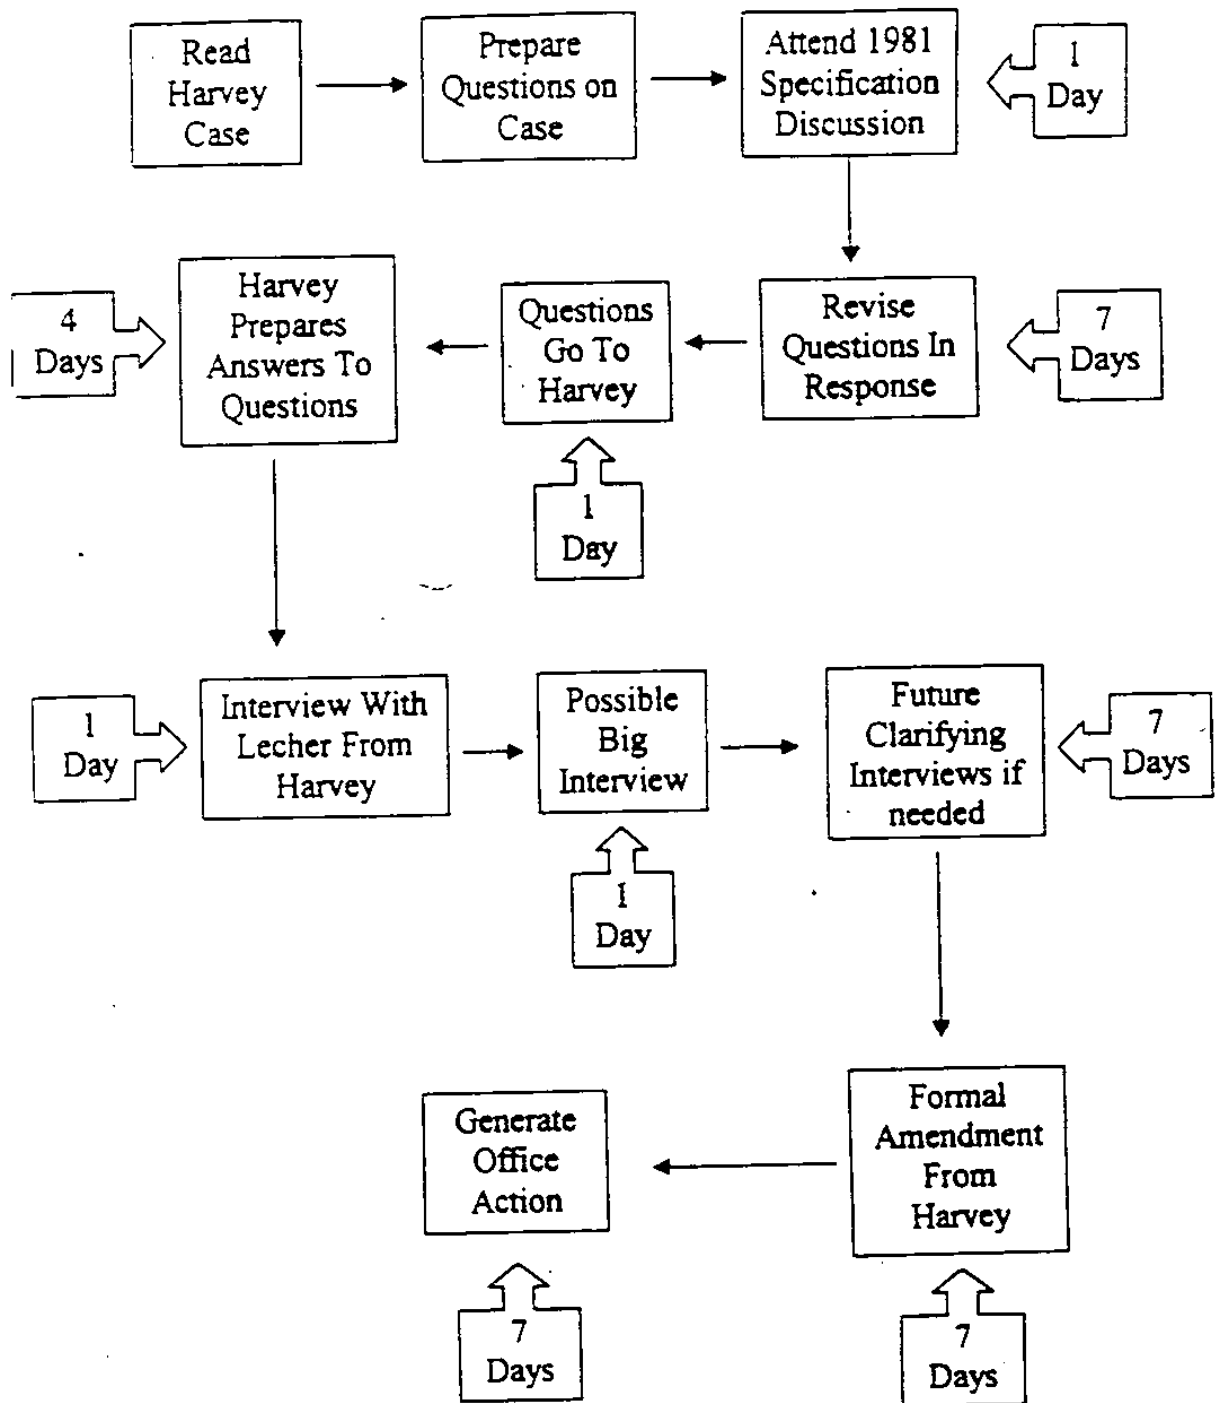 Read
Harvey
Case
Prepare
Questions on
Case
Attend 1981
Specification
Discussion
1
Day
4
Days
Harvey
Prepares
Answers To
Questions
Questions
Go To
Harvey
Revise
Questions In
Response
7
Days
1
Day
1
Day
Interview With
Lecher From
Harvey
Possible
Big
Interview
Future
Clarifying
Interviews if
needed
7
Days
1
Day
Generate
Office
Action
Formal
Amendment
From
Harvey
7
Days
7
Days